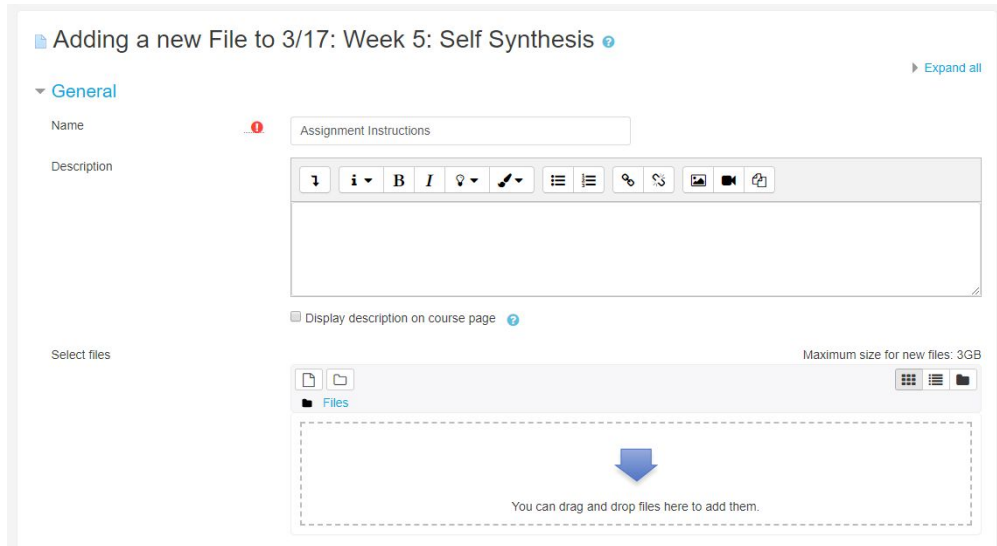 Adding a new File to 3/17: Week 5: Self Synthesis
Expand all
General
Name
Assignment Instructions
Description
Display description on course page
Select files
Maximum size for new files: 3GB
Files
You can drag and drop files here to add them.